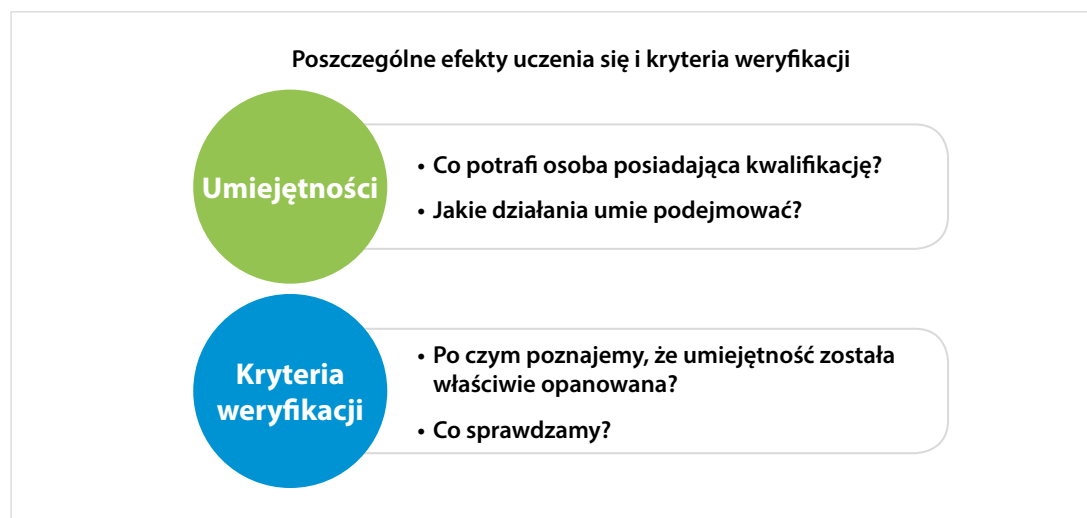 Poszczególne efekty uczenia się i kryteria weryfikacji
Umiejętności
• Co potrafi osoba posiadająca kwalifikację?
• Jakie działania umie podejmować?
Kryteria
weryfikacji
• Po czym poznajemy, że umiejętność została
właściwie opanowana?
• Co sprawdzamy?